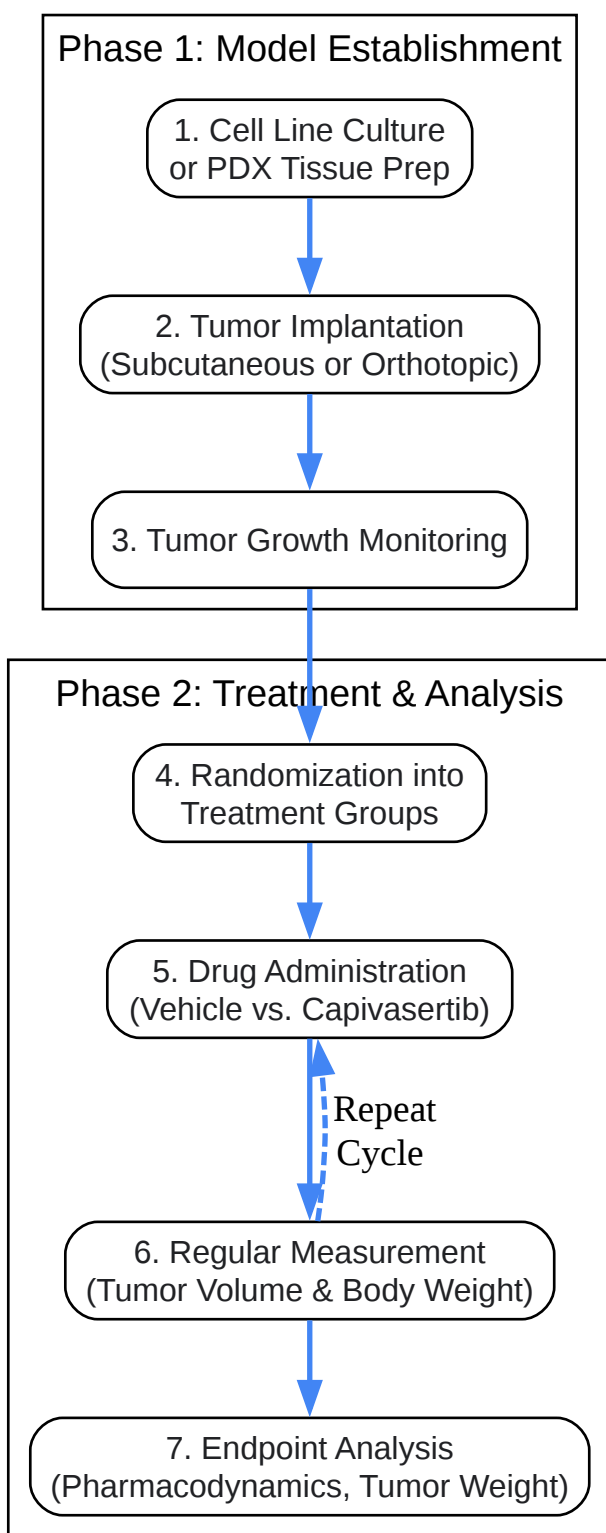 Phase 1: Model Establishment
1. Cell Line Culture
or PDX Tissue Prep
2. Tumor Implantation
(Subcutaneous or Orthotopic)
3. Tumor Growth Monitoring
Phase 2: Treatment & Analysis
4. Randomization into
Treatment Groups
5. Drug Administration
(Vehicle vs. Capivasertib)
Repeat
Cycle
6. Regular Measurement
(Tumor Volume & Body Weight)
7. Endpoint Analysis
(Pharmacodynamics, Tumor Weight)